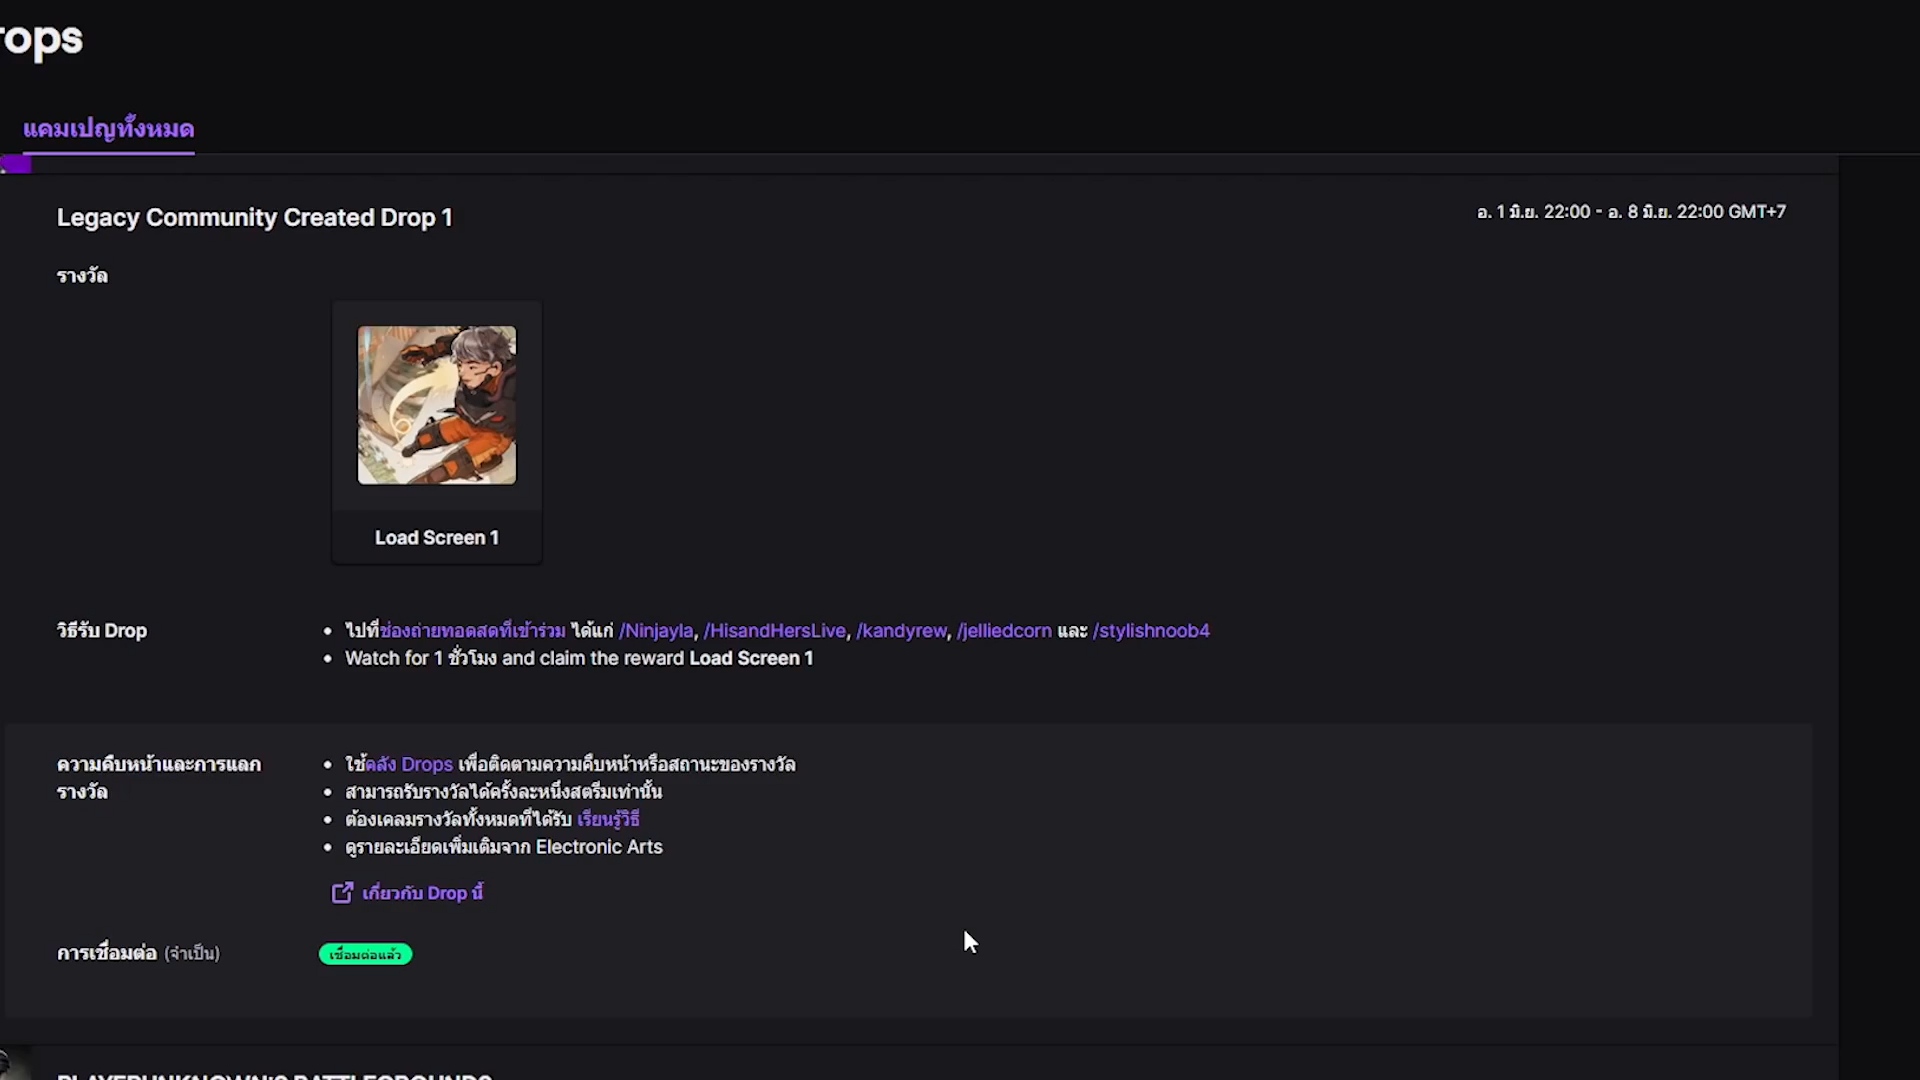 rops
แคมเปญทั้งหมด
Legacy Community Created Drop 1
อ. 1 มิ.ย. 22:00 - อ. 8 มิ.ย. 22:00 GMT+7
รางวัล
Load Screen 1
วิธีรับ Drop
ไปที่ช่องถ่ายทอดสดที่เข้าร่วม ได้แก่ /Ninjayla, /HisandHersLive, /kandyrew, /jelliedcorn และ /stylishnoob4
Watch for 1 ชั่วโมง and claim the reward Load Screen 1
ความคืบหน้าและการแลก
รางวัล
ใช้คลัง Drops เพื่อติดตามความคืบหน้าหรือสถานะของรางวัล
สามารถรับรางวัลได้ครั้งละหนึ่งสตรีมเท่านั้น
ต้องเคลมรางวัลทั้งหมดที่ได้รับ เรียนรู้วิธี
ดูรายละเอียดเพิ่มเติมจาก Electronic Arts
เกี่ยวกับ Drop นี้
การเชื่อมต่อ (จำเป็น)
เชื่อมต่อแล้ว
PLAYERUNKNOWN'S BATTLEGROUNDS